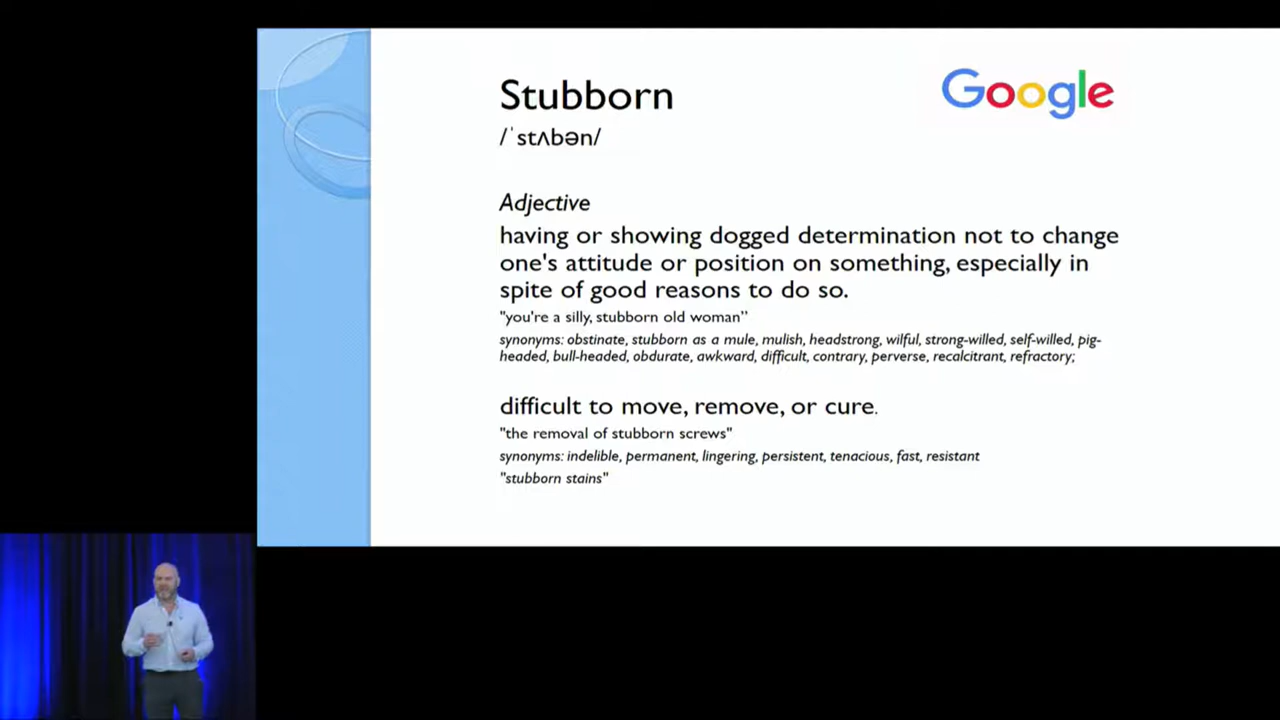 Stubborn
Google
/ˈstʌbən/
Adjective
having or showing dogged determination not to change
one's attitude or position on something, especially in
spite of good reasons to do so.
"you're a silly, stubborn old woman”
synonyms: obstinate, stubborn as a mule, mulish, headstrong, wilful, strong-willed, self-willed, pig-
headed, bull-headed, obdurate, awkward, difficult, contrary, perverse, recalcitrant, refractory;
difficult to move, remove, or cure.
"the removal of stubborn screws"
synonyms: indelible, permanent, lingering, persistent, tenacious, fast, resistant
"stubborn stains"